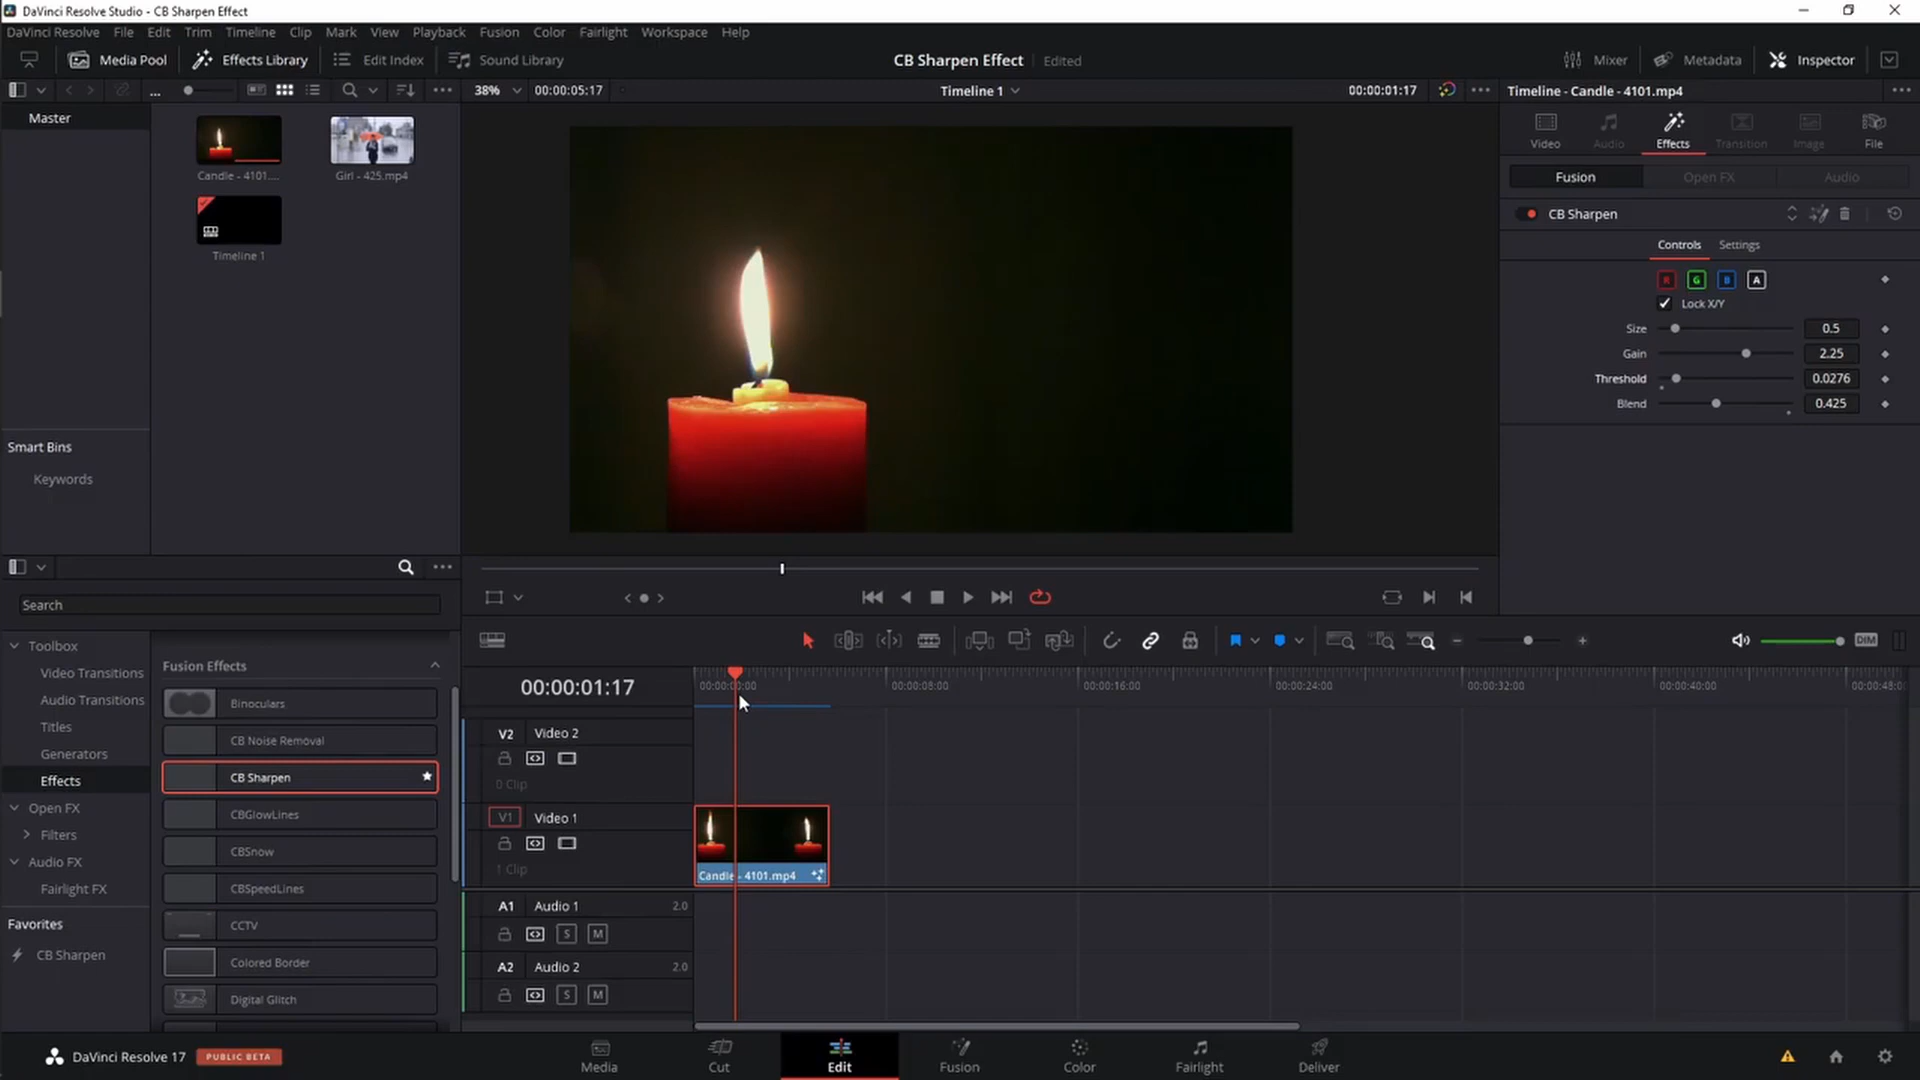 DaVinci Resolve Studio - CB Sharpen Effect
DaVinci Resolve File Edit Trim Timeline Clip Mark View Playback Fusion Color Fairlight Workspace Help
Media Pool Effects Library Edit Index Sound Library CB Sharpen Effect Edited Mixer Metadata Inspector
38% 00:00:05:17 Timeline 1 00:00:01:17 Timeline - Candle - 4101.mp4
Master
Candle - 4101....
Girl - 425.mp4
Timeline 1
Smart Bins
Keywords
Video Audio Effects Transition Image File
Fusion Open FX Audio
CB Sharpen
Controls Settings
R G B A
Lock X/Y
Size 0.5
Gain 2.25
Threshold 0.0276
Blend 0.425
Search
Toolbox
Video Transitions
Audio Transitions
Titles
Generators
Effects
Open FX
Filters
Audio FX
Fairlight FX
Favorites
CB Sharpen
Fusion Effects
Binoculars
CB Noise Removal
CB Sharpen
CBGlowLines
CBSnow
CBSpeedLines
CCTV
Colored Border
Digital Glitch
DIM
00:00:01:17
00:00:00:00 00:00:08:00 00:00:16:00 00:00:24:00 00:00:32:00 00:00:40:00 00:00:48:0
V2 Video 2
0 Clip
V1 Video 1
1 Clip
Candle - 4101.mp4
A1 Audio 1 2.0
S M
A2 Audio 2 2.0
S M
DaVinci Resolve 17 PUBLIC BETA
Media Cut Edit Fusion Color Fairlight Deliver